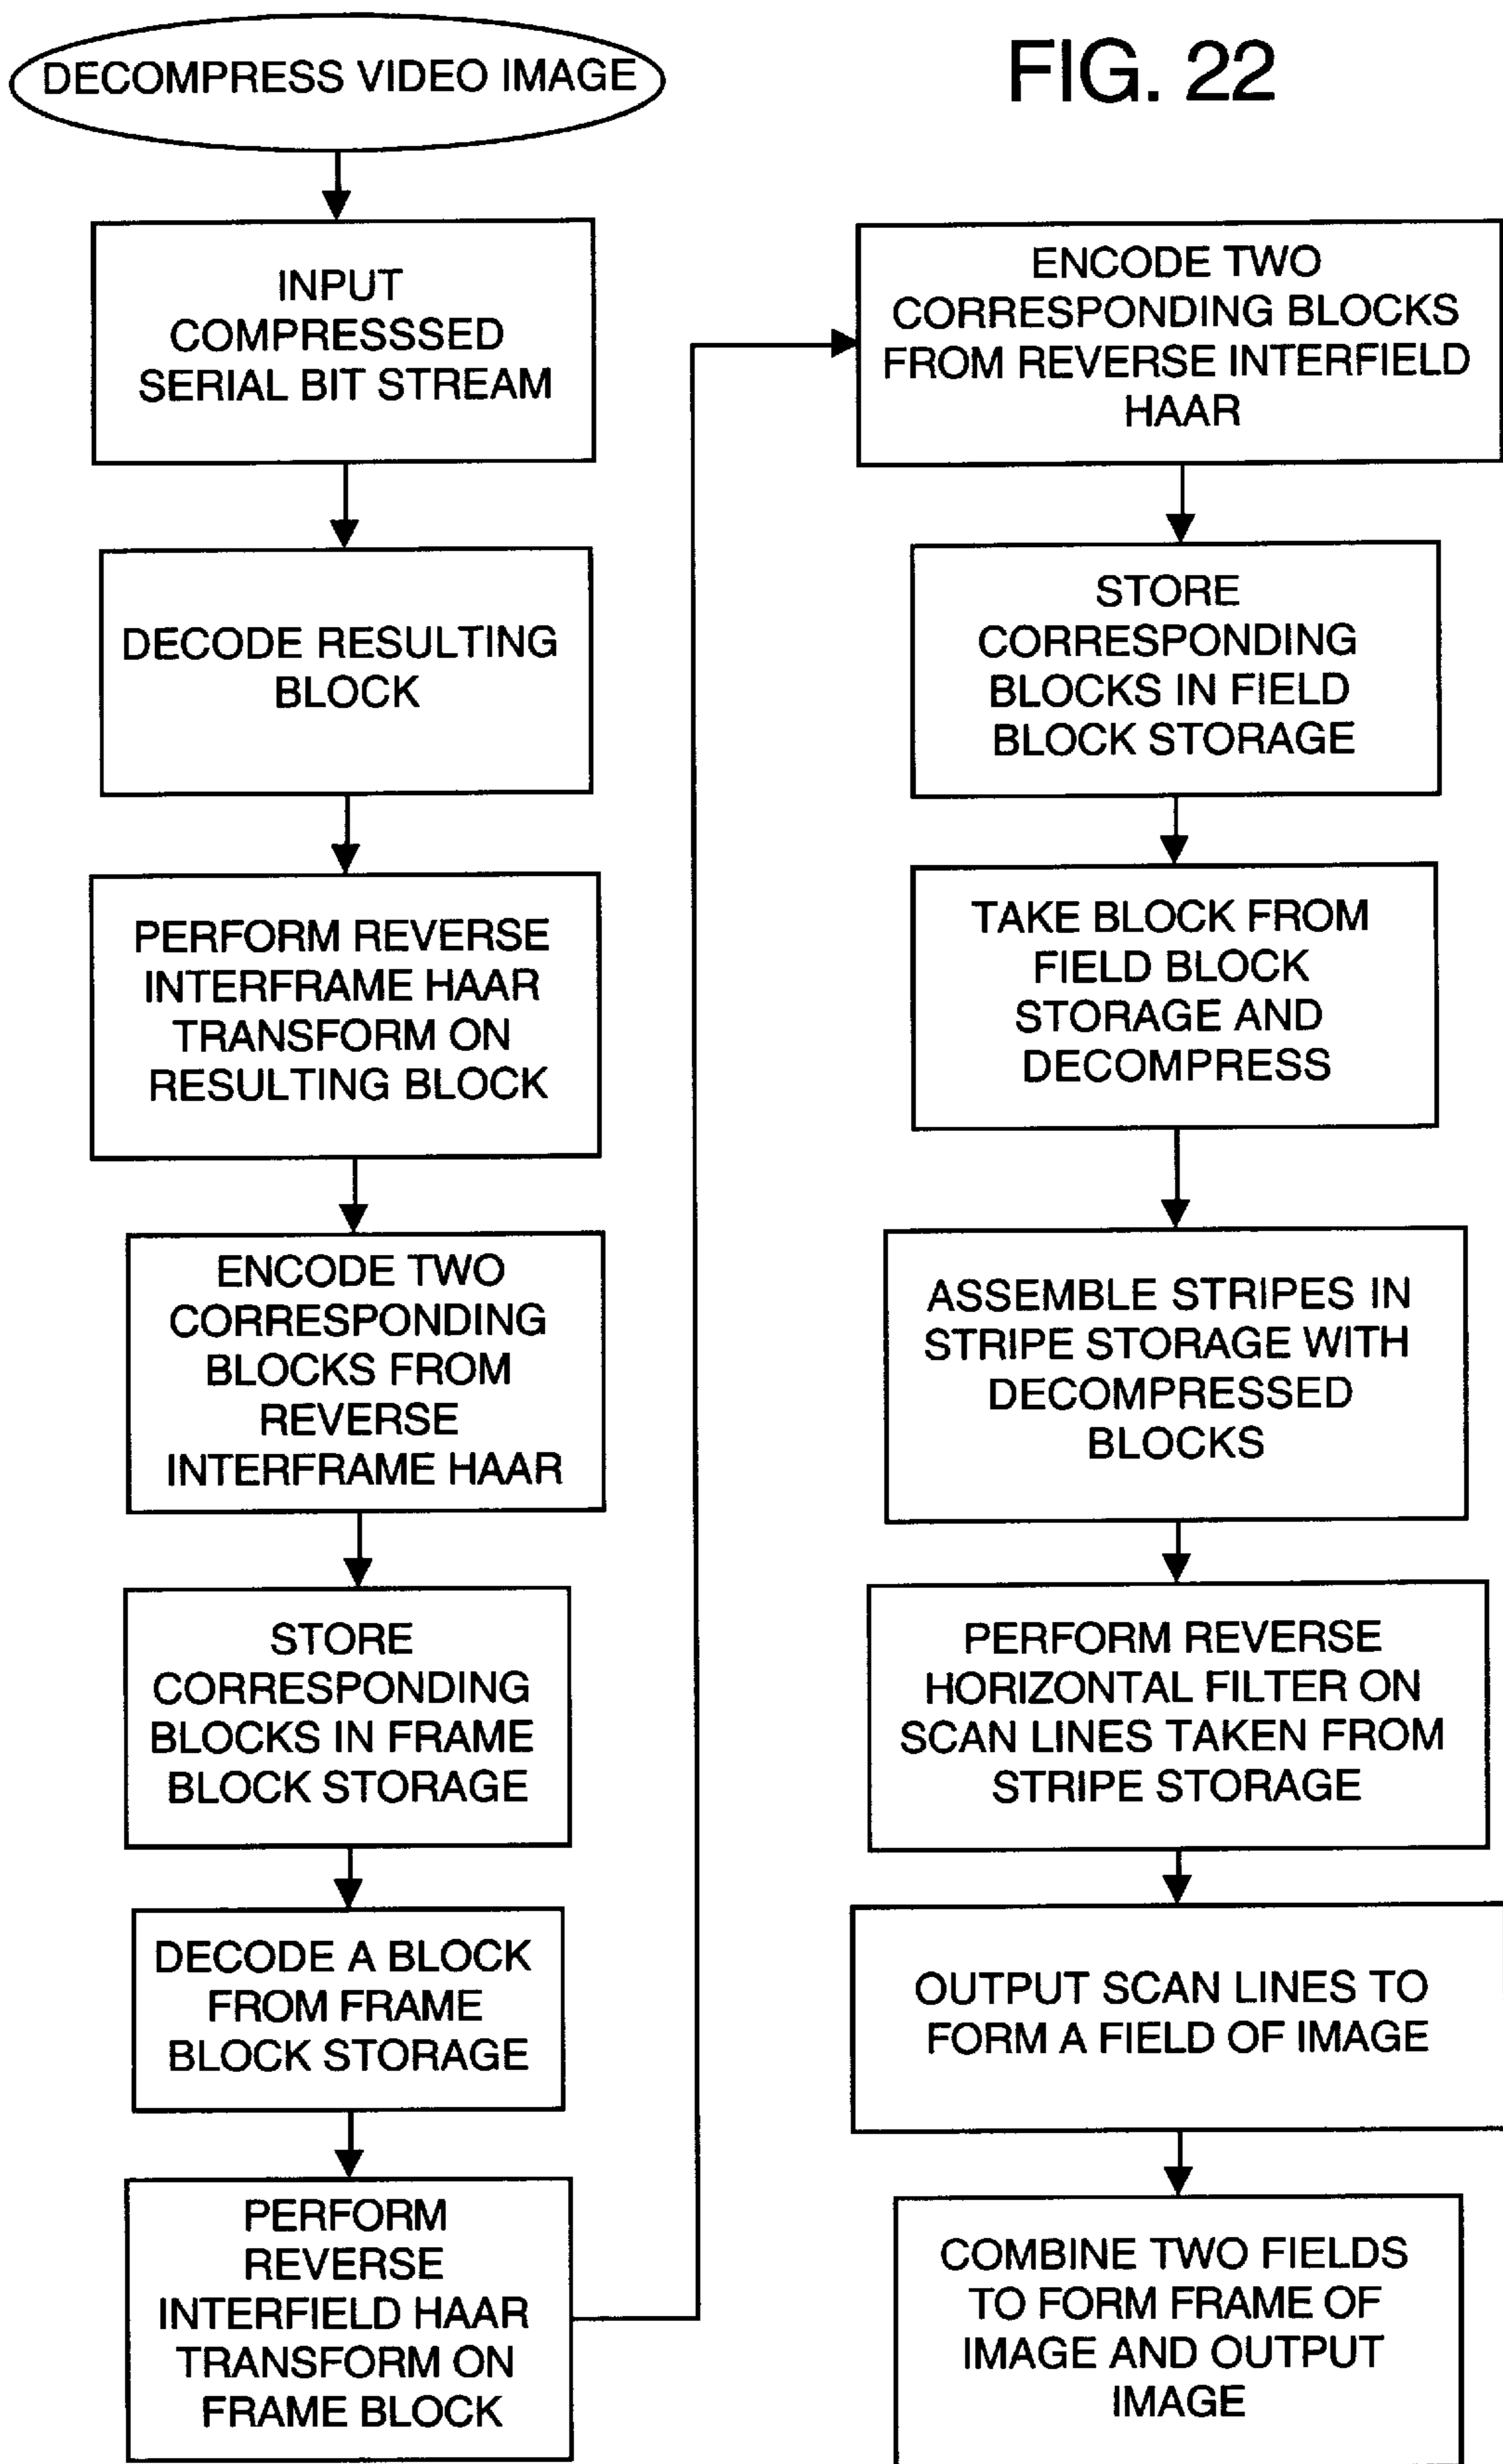 FIG. 22
DECOMPRESS VIDEO IMAGE
INPUT
COMPRESSSED
SERIAL BIT STREAM
DECODE RESULTING
BLOCK
PERFORM REVERSE
INTERFRAME HAAR
TRANSFORM ON
RESULTING BLOCK
ENCODE TWO
CORRESPONDING
BLOCKS FROM
REVERSE
INTERFRAME HAAR
STORE
CORRESPONDING
BLOCKS IN FRAME
BLOCK STORAGE
DECODE A BLOCK
FROM FRAME
BLOCK STORAGE
PERFORM
REVERSE
INTERFIELD HAAR
TRANSFORM ON
FRAME BLOCK
ENCODE TWO
CORRESPONDING BLOCKS
FROM REVERSE INTERFIELD
HAAR
STORE
CORRESPONDING
BLOCKS IN FIELD
BLOCK STORAGE
TAKE BLOCK FROM
FIELD BLOCK
STORAGE AND
DECOMPRESS
ASSEMBLE STRIPES IN
STRIPE STORAGE WITH
DECOMPRESSED
BLOCKS
PERFORM REVERSE
HORIZONTAL FILTER ON
SCAN LINES TAKEN FROM
STRIPE STORAGE
OUTPUT SCAN LINES TO
FORM A FIELD OF IMAGE
COMBINE TWO FIELDS
TO FORM FRAME OF
IMAGE AND OUTPUT
IMAGE